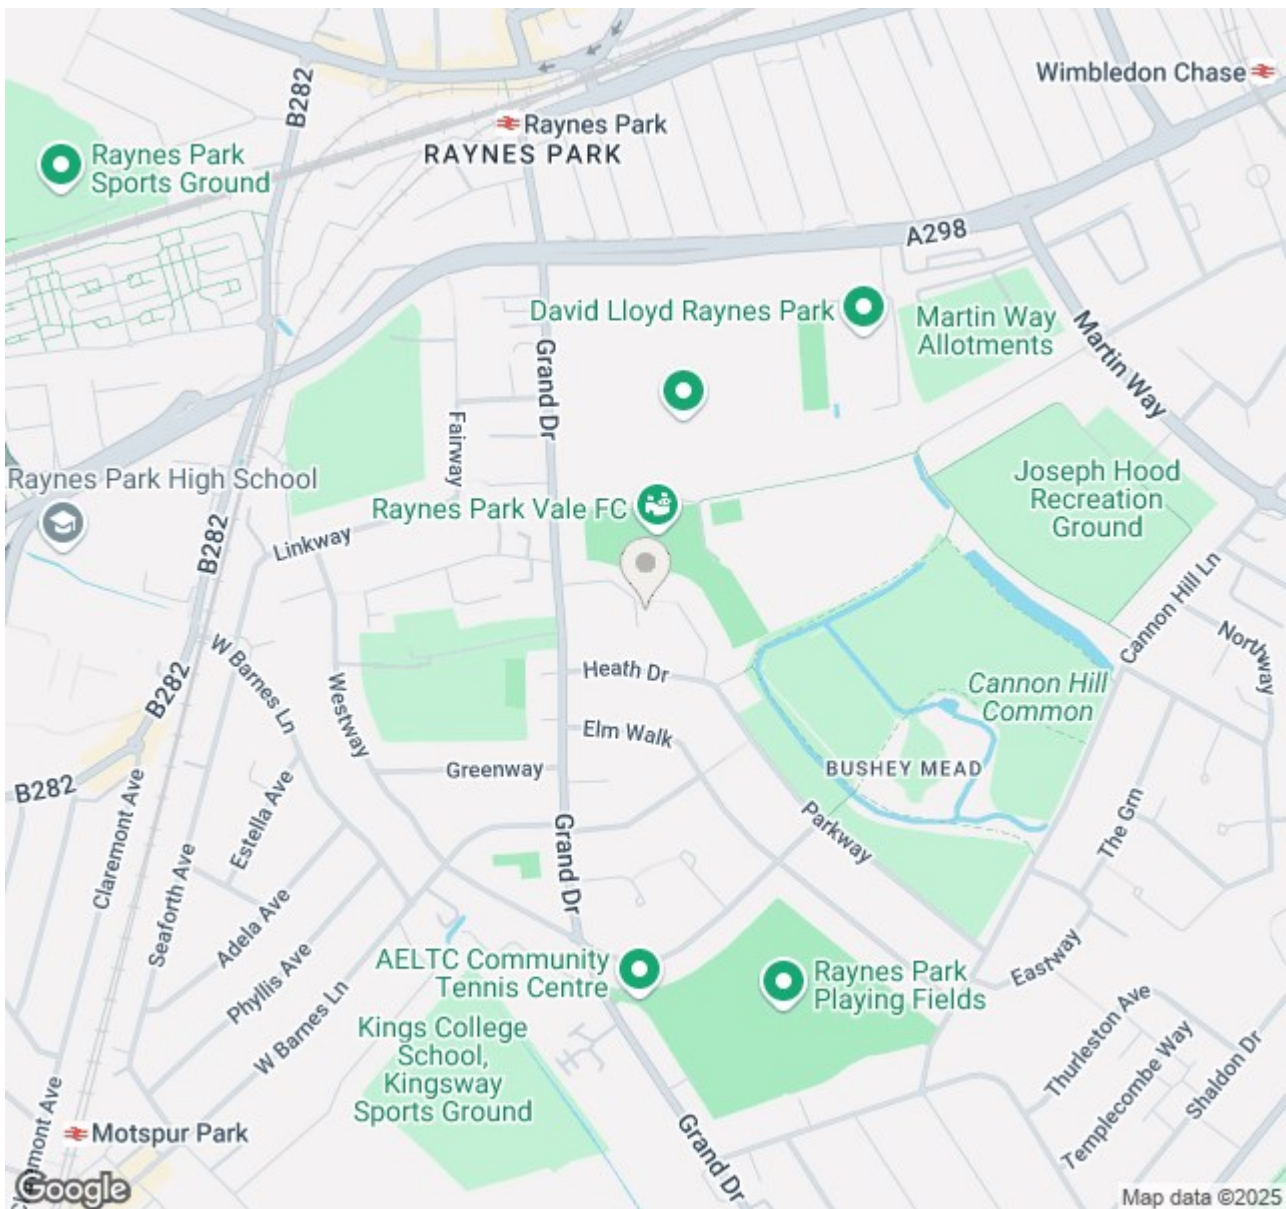 Wimbledon Chase
B282
Raynes Park
RAYNES PARK
Raynes Park
Sports Ground
A298
David Lloyd Raynes Park
Martin Way
Allotments
Martin Way
Grand Dr
Fairway
Raynes Park High School
Joseph Hood
Recreation
Ground
Raynes Park Vale FC
B282
Linkway
Cannon Hill Ln
Northway
W Barnes Ln
Heath Dr
B282
Westway
Cannon Hill
Common
Elm Walk
Greenway
BUSHEY MEAD
B282
Claremont Ave
Estella Ave
Parkway
The Grn
Grand Dr
Seaforth Ave
Adela Ave
Phyllis Ave
AELTC Community
Tennis Centre
Raynes Park
Playing Fields
Eastway
W Barnes Ln
Kings College
School,
Kingsway
Sports Ground
Thurleston Ave
Templecombe Way
Shaldon Dr
Claremont Ave
Motspur Park
Grand Dr
Google
Map data ©2025